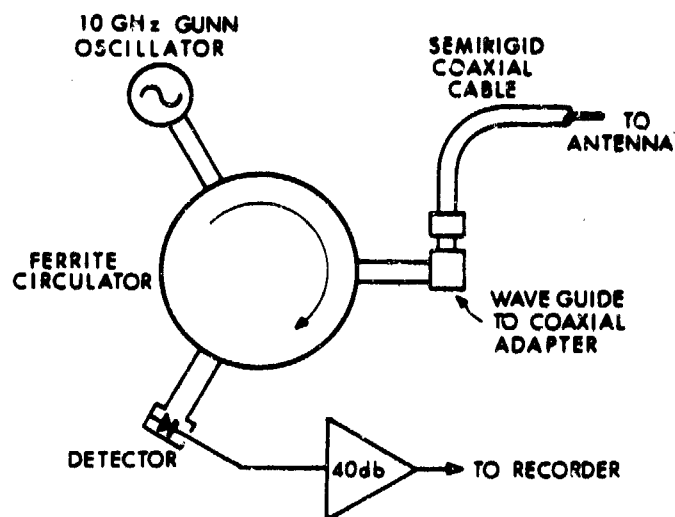 10 GHz GUNN
OSCILLATOR
SEMIRIGID
COAXIAL
CABLE
TO
ANTENNA
FERRITE
CIRCULATOR
WAVE GUIDE
TO COAXIAL
ADAPTER
DETECTOR
40db
TO RECORDER